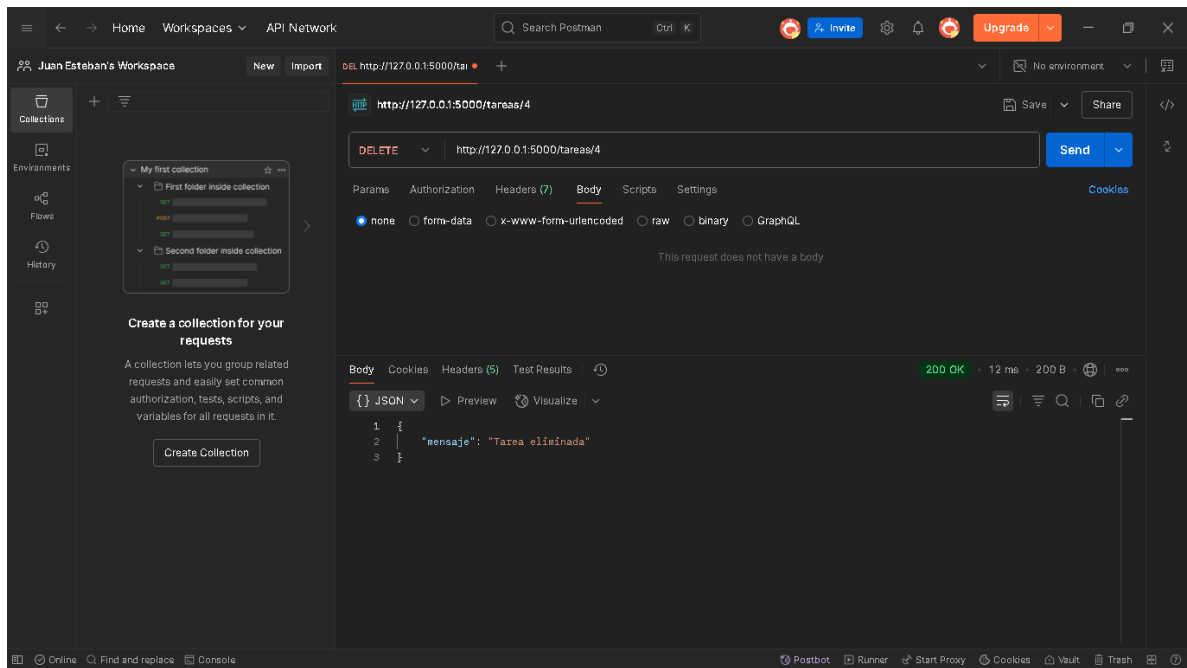 Home Workspaces API Network Search Postman Ctrl K Invite Upgrade
Juan Esteban's Workspace New Import DEL http://127.0.0.1:5000/tar No environment
Collections
Environments
Flows
History
My first collection
First folder inside collection
GET
POST
GET
Second folder inside collection
GET
GET
Create a collection for your
requests
A collection lets you group related
requests and easily set common
authorization, tests, scripts, and
variables for all requests in it.
Create Collection
HTTP http://127.0.0.1:5000/tareas/4 Save Share
DELETE http://127.0.0.1:5000/tareas/4 Send
Params Authorization Headers (7) Body Scripts Settings Cookies
none form-data x-www-form-urlencoded raw binary GraphQL
This request does not have a body
Body Cookies Headers (5) Test Results 200 OK 12 ms 200 B
{} JSON Preview Visualize
1 {
2 "mensaje": "Tarea eliminada"
3 }
Online Find and replace Console Postbot Runner Start Proxy Cookies Vault Trash